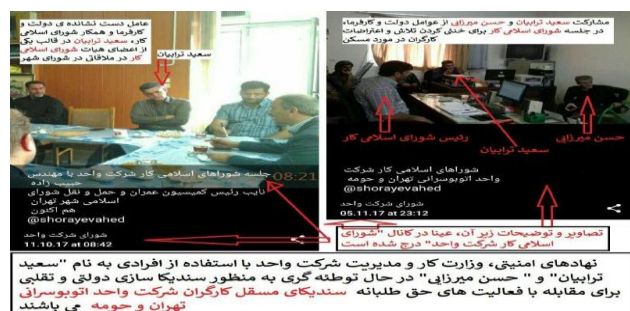 عامل دست نشانده ی دولت و
کارفرما و همکار شورای اسلامی
کار، سعید ترابیان در قالب یکی
از اعضای هیات شورای اسلامی
کار در ملاقاتی در شورای شهر
سعید ترابیان
جلسه شوراهای اسلامی کار شرکت واحد با مهندس
حبیب زاده
نایب رئیس کمیسیون عمران و حمل و نقل شورای
اسلامی شهر تهران
هم اکنون
@shorayevahed
08:21
شورای شرکت واحد
11.10.17 at 08:42
مشارکت سعید ترابیان و حسن میرزایی از عوامل دولت و کارفرما،
در جلسه شورای اسلامی کار برای خنثی کردن تلاش و اعتراضات
کارگران در مورد مسکن
رئیس شورای اسلامی کار
سعید ترابیان
حسن میرزایی
شوراهای اسلامی کار شرکت
واحد اتوبوسرانی تهران و حومه
@shorayevahed
شورای شرکت واحد
05.11.17 at 23:12
تصاویر و توضیحات زیر آن، عینا در کانال "شورای
اسلامی کار شرکت واحد" درج شده است
نهادهای امنیتی، وزارت کار و مدیریت شرکت واحد با استفاده از افرادی به نام "سعید
ترابیان" و " حسن میرزایی" در حال توطئه گری به منظور سندیکا سازی دولتی و تقلبی
برای مقابله با فعالیت های حق طلبانه سندیکای مسقل کارگران شرکت واحد اتوبوسرانی
تهران و حومه می باشند